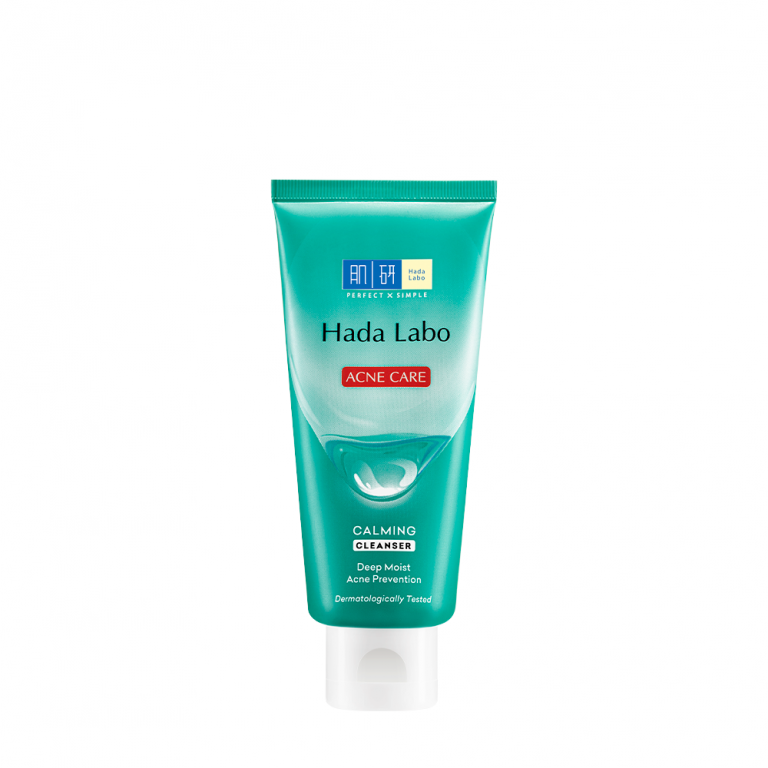 肌研 Hada
Labo
PERFECT X SIMPLE
Hada Labo
ACNE CARE
CALMING
CLEANSER
Deep Moist
Acne Prevention
Dermatologically Tested